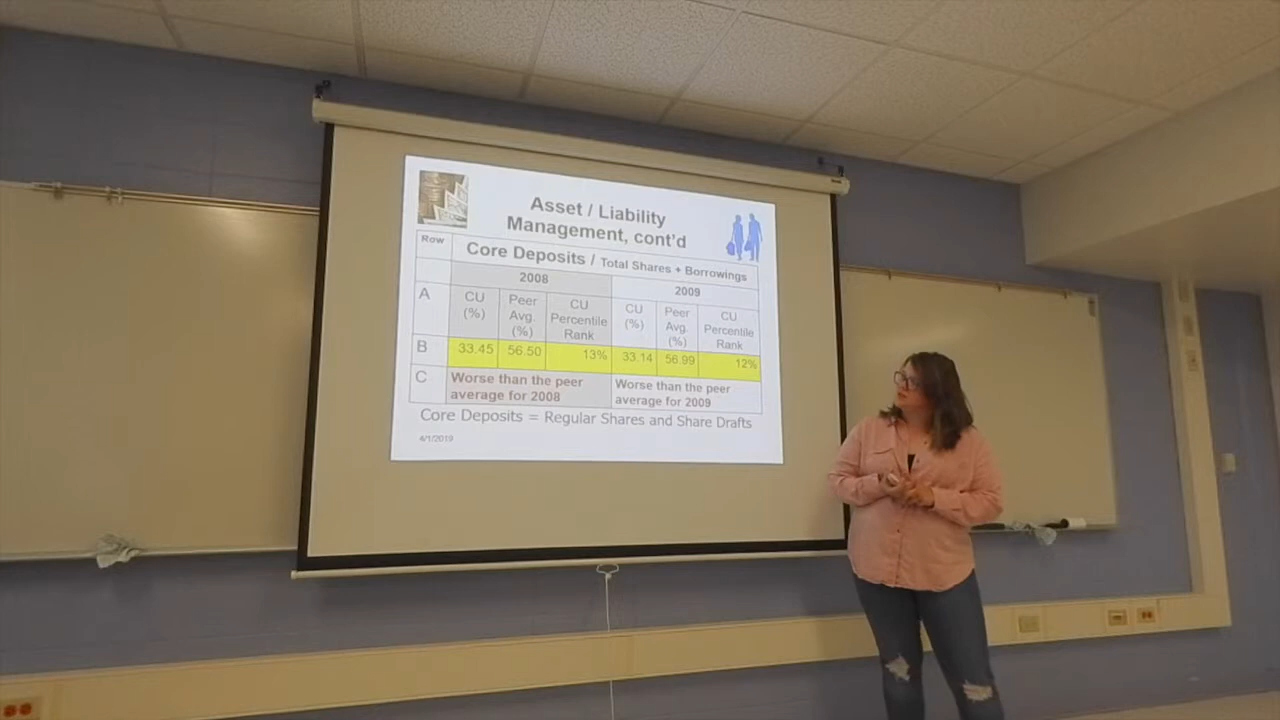 Asset / Liability
Management, cont'd
Row
Core Deposits / Total Shares + Borrowings
2008
2009
A
CU (%)
Peer Avg. (%)
CU Percentile Rank
CU (%)
Peer Avg. (%)
CU Percentile Rank
B
33.45
56.50
13%
33.14
56.99
12%
C
Worse than the peer
average for 2008
Worse than the peer
average for 2009
Core Deposits = Regular Shares and Share Drafts
4/1/2019